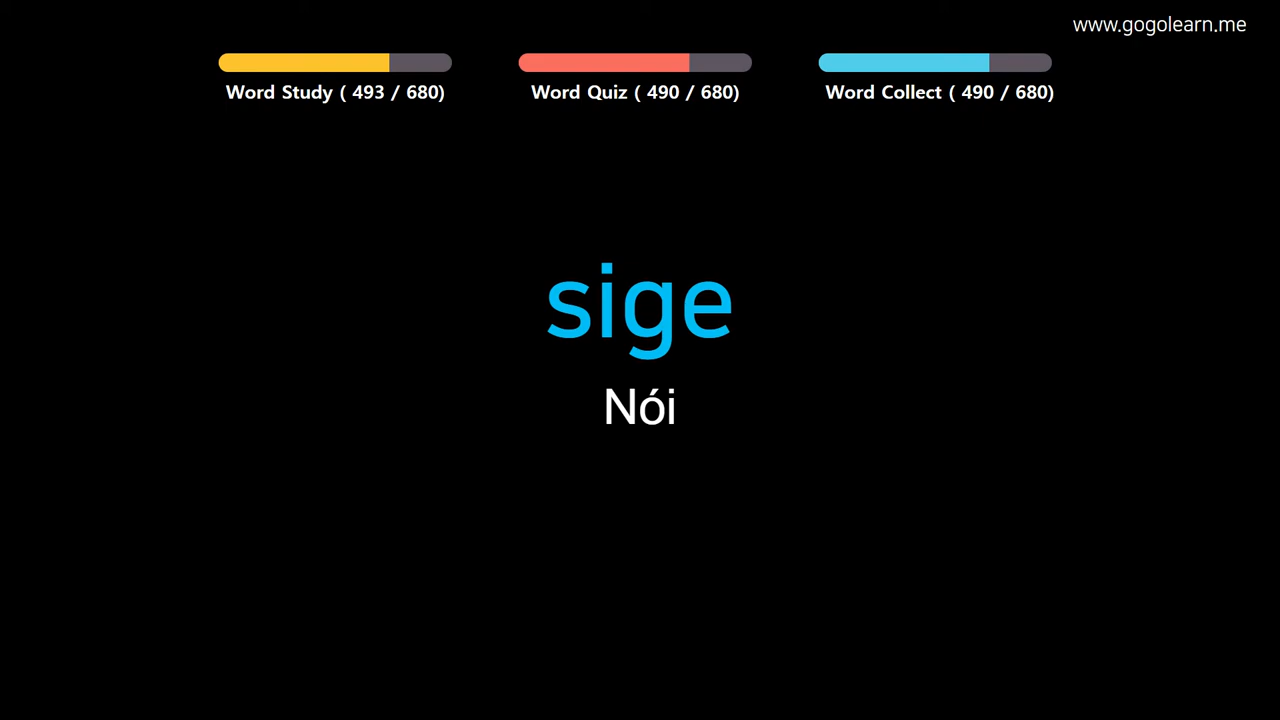 www.gogolearn.me
Word Study ( 493 / 680)
Word Quiz ( 490 / 680)
Word Collect ( 490 / 680)
sige
Nói